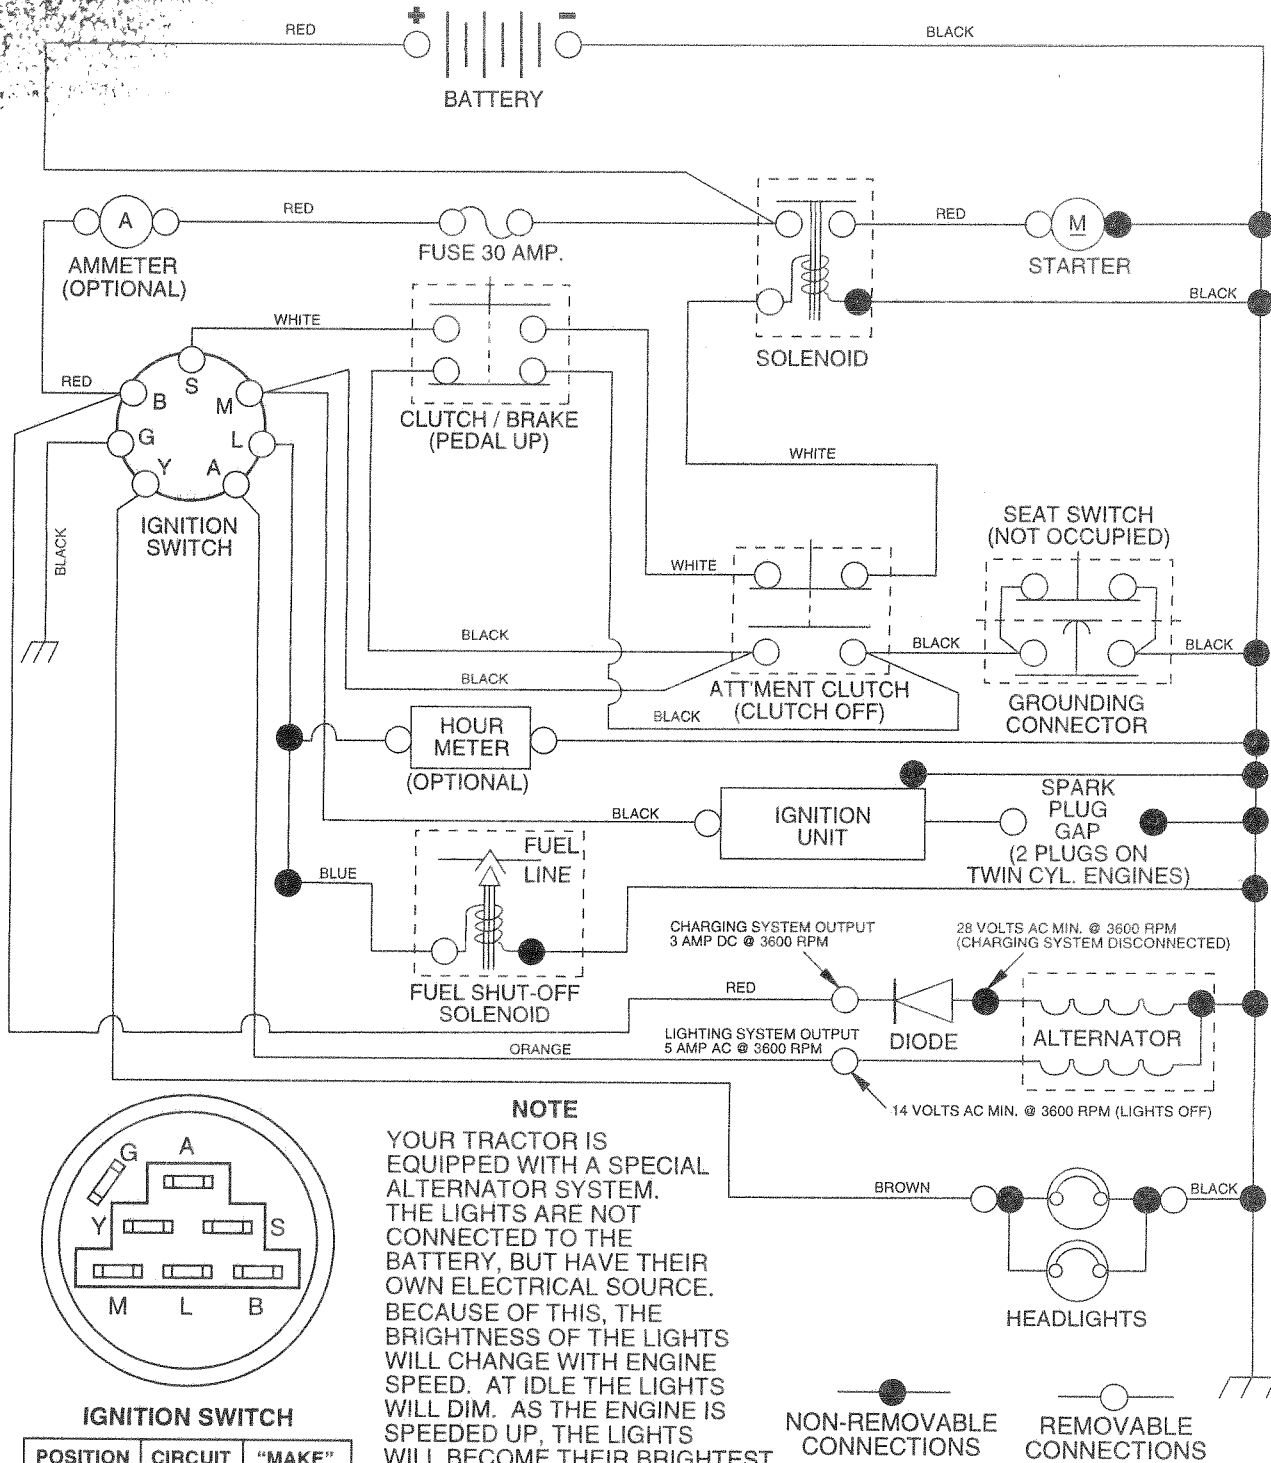 + −
RED
BLACK
BATTERY
A
RED
AMMETER
(OPTIONAL)
FUSE 30 AMP.
RED
M
STARTER
WHITE
BLACK
SOLENOID
RED
S
B
M
G
L
Y
A
CLUTCH / BRAKE
(PEDAL UP)
WHITE
IGNITION
SWITCH
BLACK
SEAT SWITCH
(NOT OCCUPIED)
WHITE
BLACK
BLACK
BLACK
BLACK
ATT'MENT CLUTCH
(CLUTCH OFF)
BLACK
GROUNDING
CONNECTOR
HOUR
METER
(OPTIONAL)
BLACK
IGNITION
UNIT
SPARK
PLUG
GAP
(2 PLUGS ON
TWIN CYL. ENGINES)
FUEL
LINE
BLUE
FUEL SHUT-OFF
SOLENOID
CHARGING SYSTEM OUTPUT
3 AMP DC @ 3600 RPM
28 VOLTS AC MIN. @ 3600 RPM
(CHARGING SYSTEM DISCONNECTED)
RED
DIODE
ALTERNATOR
ORANGE
LIGHTING SYSTEM OUTPUT
5 AMP AC @ 3600 RPM
14 VOLTS AC MIN. @ 3600 RPM (LIGHTS OFF)
G
A
Y
S
M
L
B
IGNITION SWITCH
POSITION CIRCUIT "MAKE"
NOTE
YOUR TRACTOR IS
EQUIPPED WITH A SPECIAL
ALTERNATOR SYSTEM.
THE LIGHTS ARE NOT
CONNECTED TO THE
BATTERY, BUT HAVE THEIR
OWN ELECTRICAL SOURCE.
BECAUSE OF THIS, THE
BRIGHTNESS OF THE LIGHTS
WILL CHANGE WITH ENGINE
SPEED. AT IDLE THE LIGHTS
WILL DIM. AS THE ENGINE IS
SPEEDED UP, THE LIGHTS
WILL BECOME THEIR BRIGHTEST
BROWN
BLACK
HEADLIGHTS
NON-REMOVABLE
CONNECTIONS
REMOVABLE
CONNECTIONS